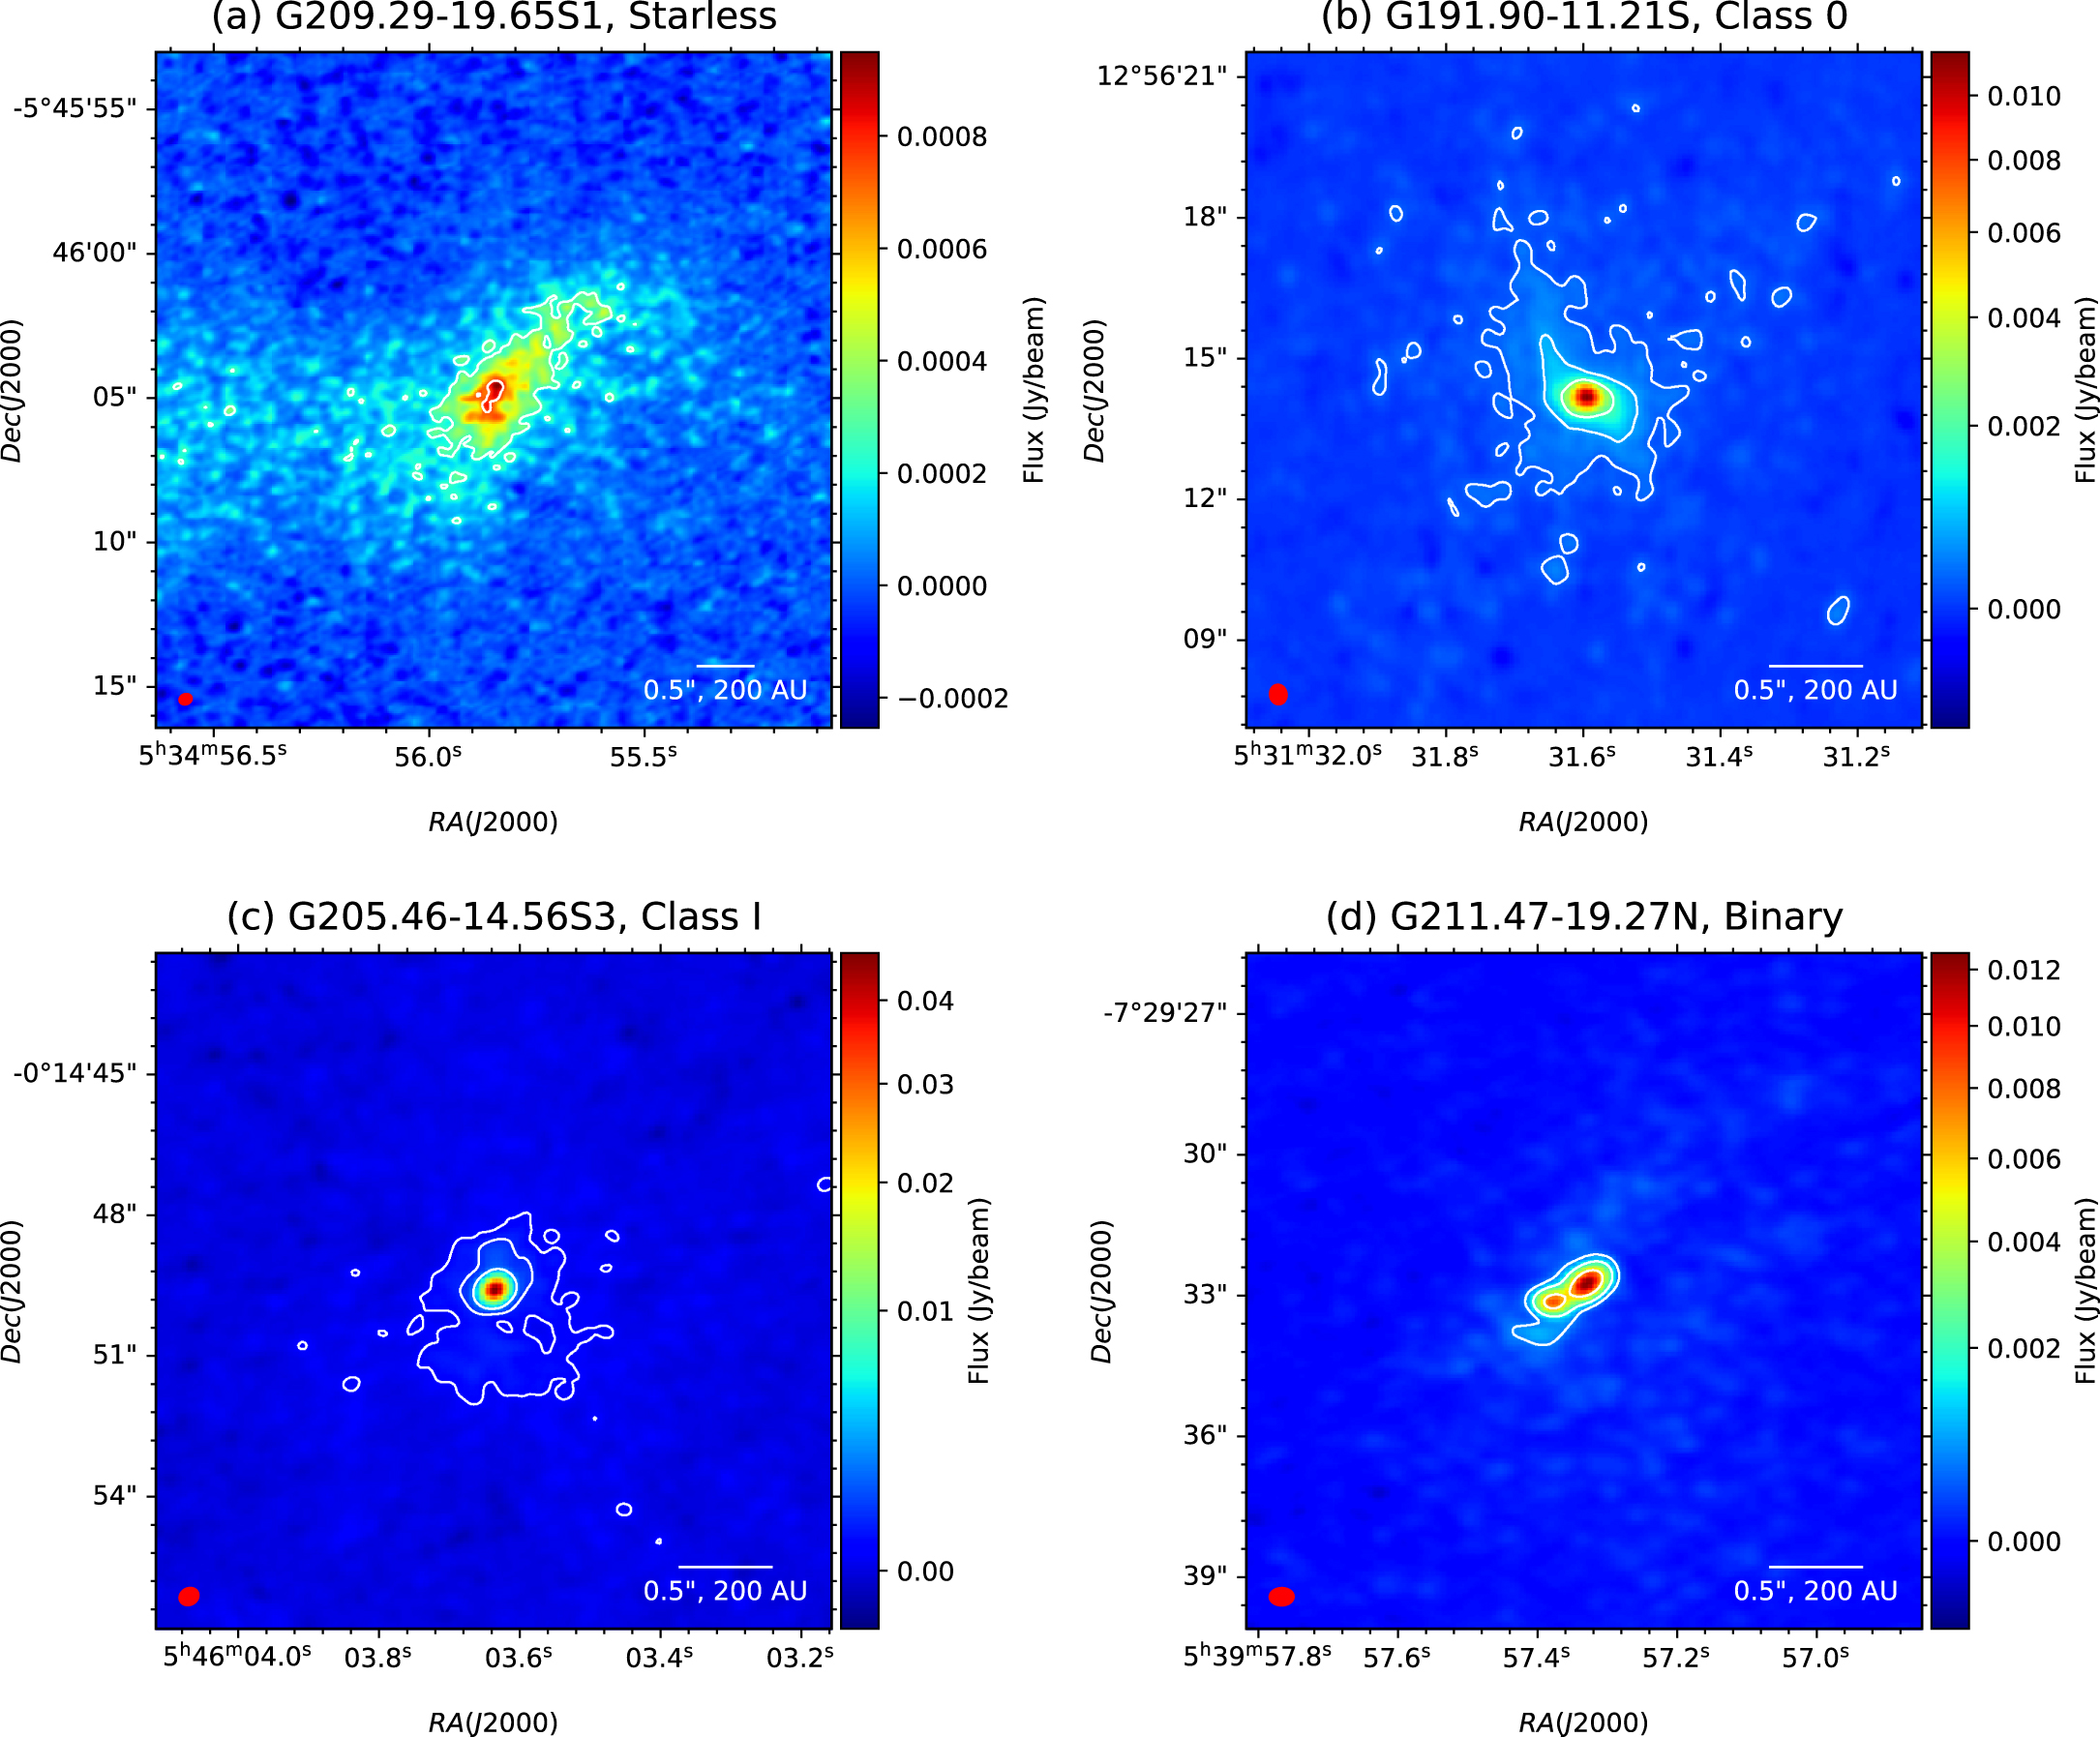 (a) G209.29-19.65S1, Starless
-5°45'55"
46'00"
05"
10"
15"
Dec(J2000)
5ʰ34ᵐ56.5ˢ
56.0ˢ
55.5ˢ
RA(J2000)
0.5", 200 AU
0.0008
0.0006
0.0004
0.0002
0.0000
−0.0002
Flux (Jy/beam)
(b) G191.90-11.21S, Class 0
12°56'21"
18"
15"
12"
09"
Dec(J2000)
5ʰ31ᵐ32.0ˢ
31.8ˢ
31.6ˢ
31.4ˢ
31.2ˢ
RA(J2000)
0.5", 200 AU
0.010
0.008
0.006
0.004
0.002
0.000
Flux (Jy/beam)
(c) G205.46-14.56S3, Class I
-0°14'45"
48"
51"
54"
Dec(J2000)
5ʰ46ᵐ04.0ˢ
03.8ˢ
03.6ˢ
03.4ˢ
03.2ˢ
RA(J2000)
0.5", 200 AU
0.04
0.03
0.02
0.01
0.00
Flux (Jy/beam)
(d) G211.47-19.27N, Binary
-7°29'27"
30"
33"
36"
39"
Dec(J2000)
5ʰ39ᵐ57.8ˢ
57.6ˢ
57.4ˢ
57.2ˢ
57.0ˢ
RA(J2000)
0.5", 200 AU
0.012
0.010
0.008
0.006
0.004
0.002
0.000
Flux (Jy/beam)